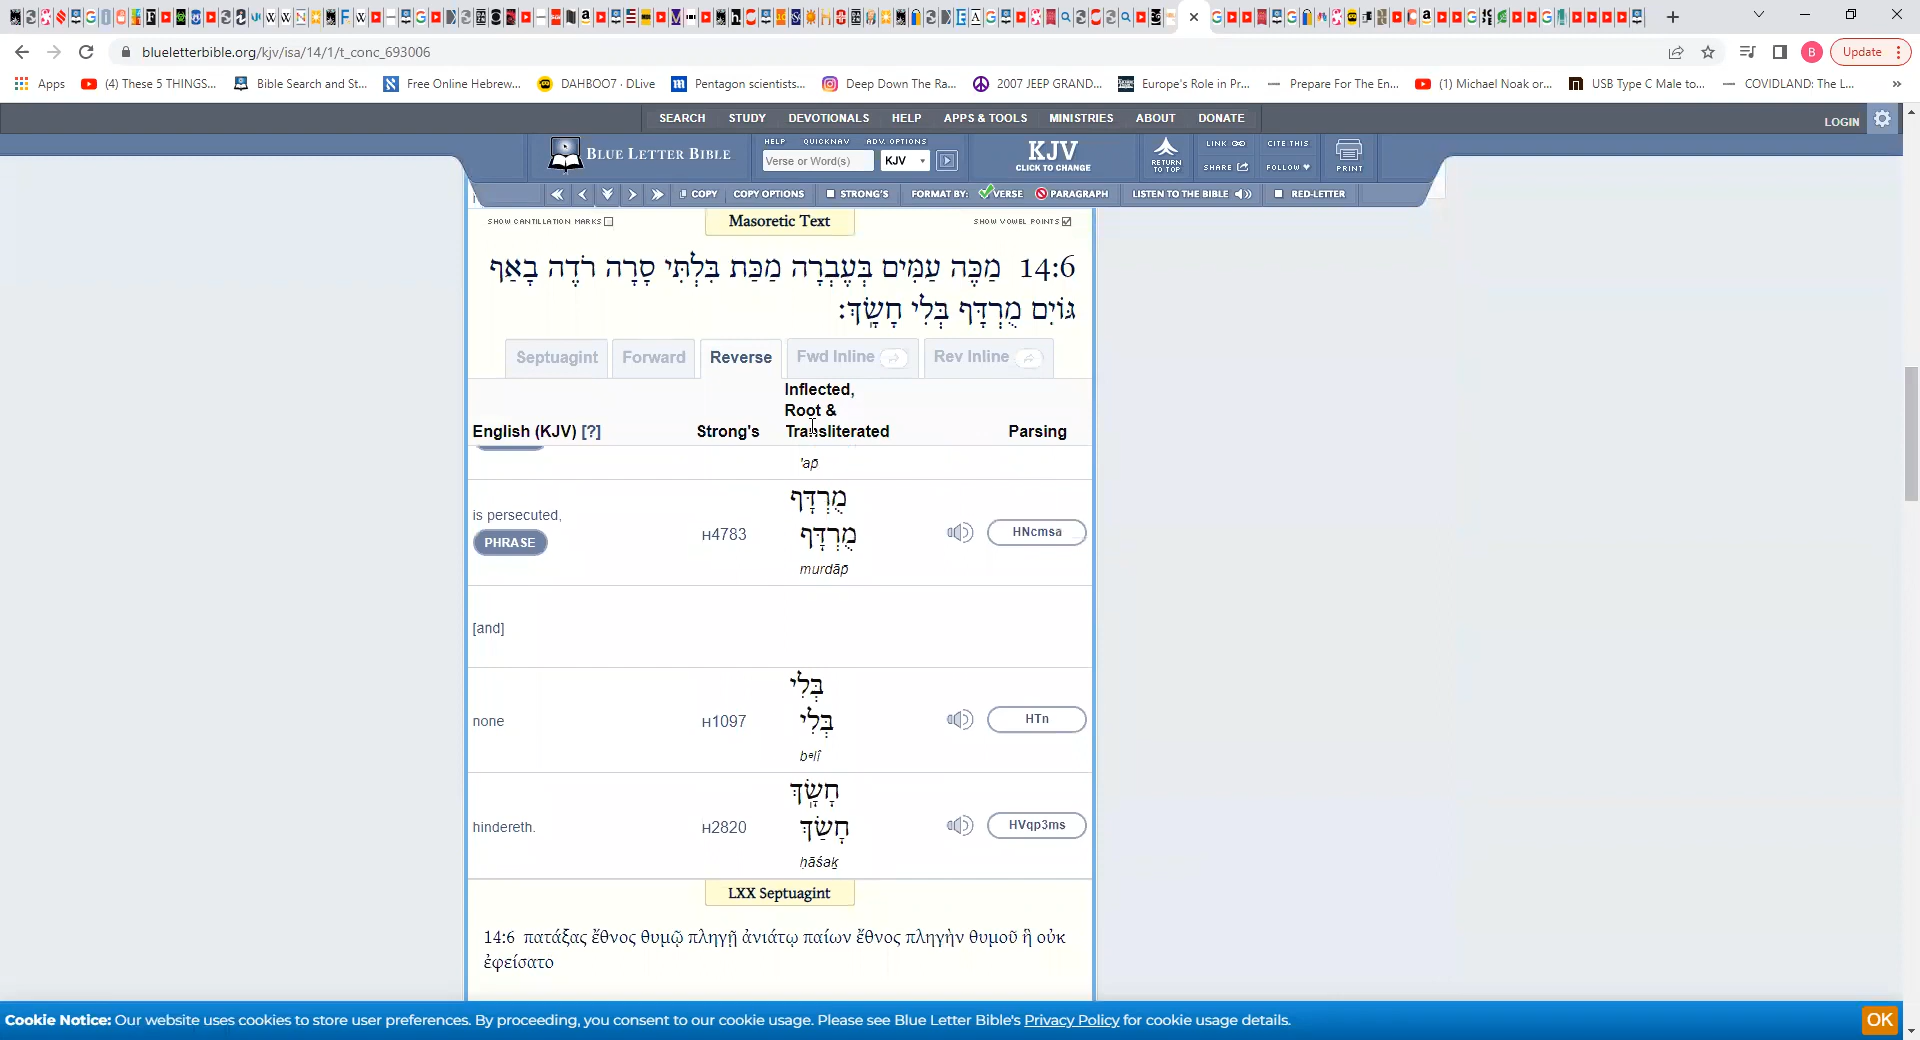 blueletterbible.org/kjv/isa/14/1/t_conc_693006
Update
Apps
(4) These 5 THINGS...
Bible Search and St...
Free Online Hebrew...
DAHBOO7 · DLive
Pentagon scientists...
Deep Down The Ra...
2007 JEEP GRAND...
Europe's Role in Pr...
Prepare For The En...
(1) Michael Noak or...
USB Type C Male to...
COVIDLAND: The L...
SEARCH STUDY DEVOTIONALS HELP APPS & TOOLS MINISTRIES ABOUT DONATE
LOGIN
BLUE LETTER BIBLE
HELP QUICKNAV ADV. OPTIONS
Verse or Word(s)
KJV
KJV
CLICK TO CHANGE
RETURN TO TOP
LINK
SHARE
CITE THIS
FOLLOW
PRINT
COPY COPY OPTIONS STRONG'S FORMAT BY: VERSE PARAGRAPH LISTEN TO THE BIBLE RED-LETTER
SHOW CANTILLATION MARKS
Masoretic Text
SHOW VOWEL POINTS
14:6 מַכֶּה עַמִּים בְּעֶבְרָה מַכַּת בִּלְתִּי סָרָה רֹדֶה בָאַף
גּוֹיִם מֻרְדָּף בְּלִי חָשָֽׂךְ׃
Septuagint Forward Reverse Fwd Inline Rev Inline
Inflected,
Root &
English (KJV) [?] Strong's Transliterated Parsing
'ap̄
is persecuted,
PHRASE
H4783
מֻרְדָּף
מֻרְדָּף
murdāp̄
HNcmsa
[and]
none
H1097
בְּלִי
בְּלִי
bᵊlî
HTn
hindereth.
H2820
חָשָֽׂךְ
חָשַׂךְ
ḥāśaḵ
HVqp3ms
LXX Septuagint
14:6 πατάξας ἔθνος θυμῷ πληγῇ ἀνιάτῳ παίων ἔθνος πληγὴν θυμοῦ ἣ οὐκ
ἐφείσατο
Cookie Notice: Our website uses cookies to store user preferences. By proceeding, you consent to our cookie usage. Please see Blue Letter Bible's Privacy Policy for cookie usage details.
OK